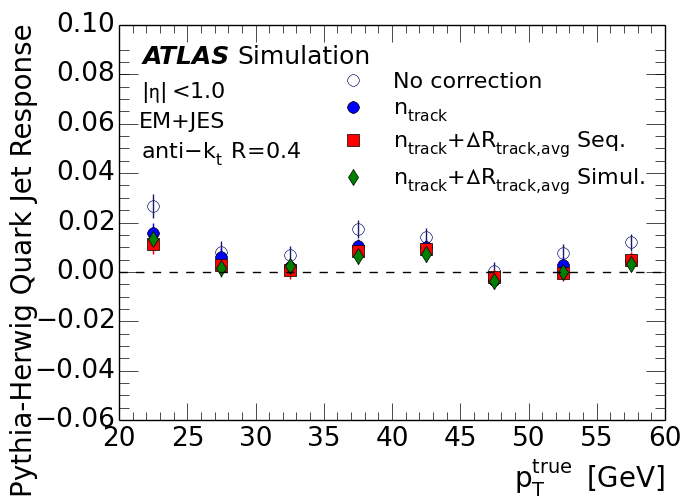 Pythia-Herwig Quark Jet Response
0.10
0.08
0.06
0.04
0.02
0.00
−0.02
−0.04
−0.06
ATLAS Simulation
|η| <1.0
EM+JES
anti−kt R=0.4
No correction
ntrack
ntrack+ΔRtrack,avg Seq.
ntrack+ΔRtrack,avg Simul.
20 25 30 35 40 45 50 55 60
pTtrue [GeV]